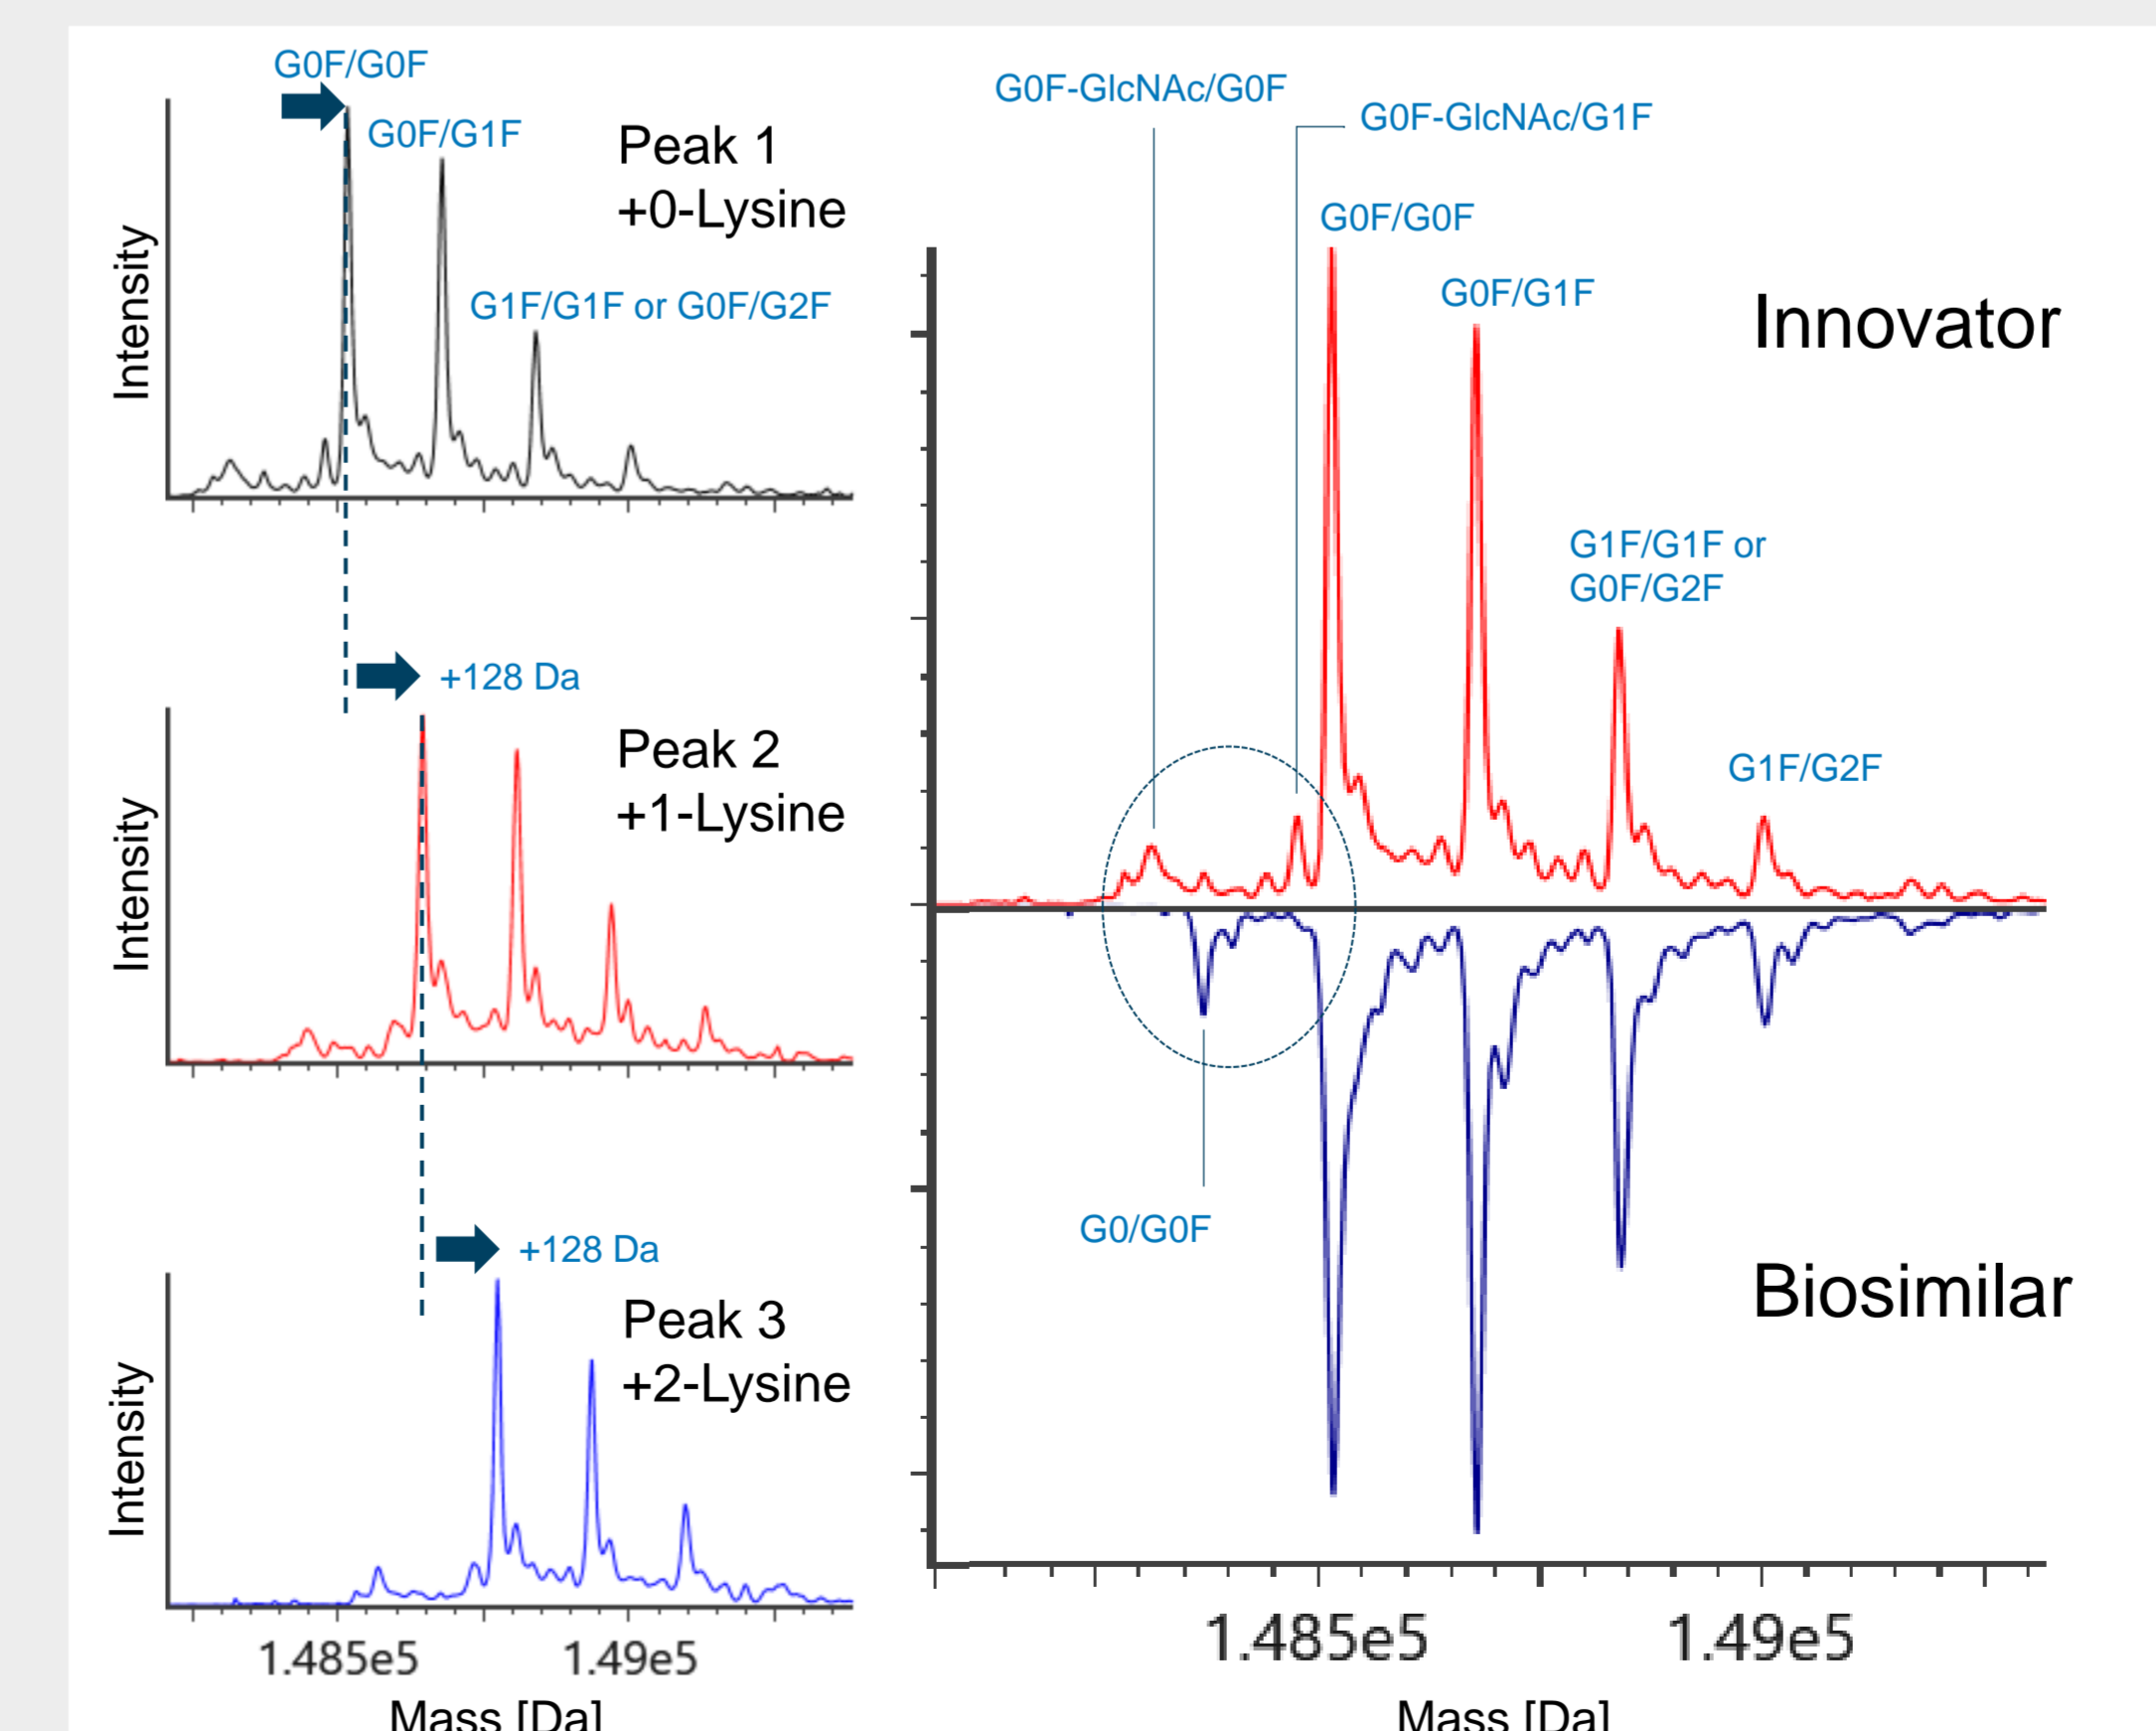 G0F/G0F
G0F/G1F
Peak 1
+0-Lysine
G1F/G1F or G0F/G2F
Intensity
+128 Da
Peak 2
+1-Lysine
Intensity
+128 Da
Peak 3
+2-Lysine
Intensity
1.485e5
1.49e5
Mass [Da]
G0F-GlcNAc/G0F
G0F-GlcNAc/G1F
G0F/G0F
G0F/G1F
Innovator
G1F/G1F or
G0F/G2F
G1F/G2F
G0/G0F
Biosimilar
1.485e5
1.49e5
Mass [Da]